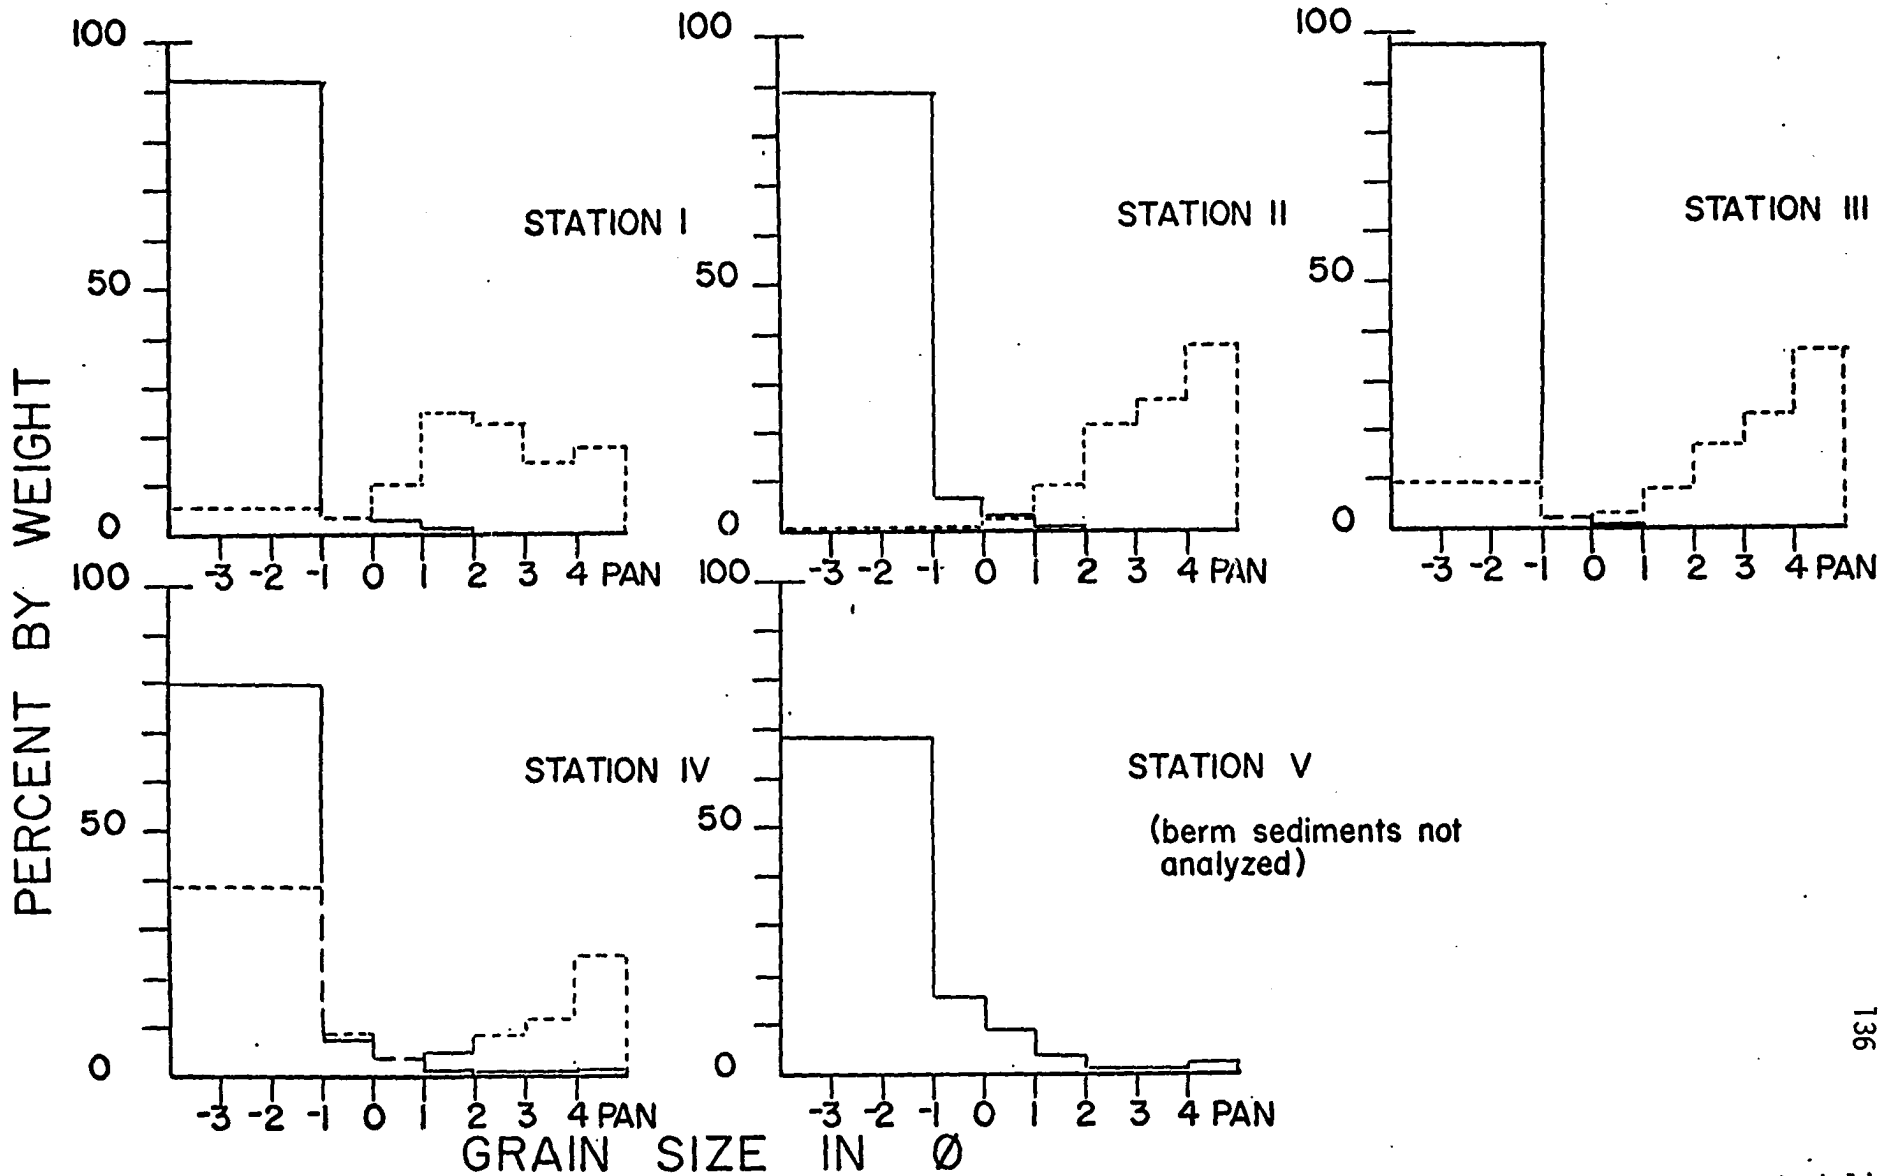 PERCENT BY WEIGHT
100
50
0
-3 -2 -1 0 1 2 3 4 PAN
STATION I
100
50
0
-3 -2 -1 0 1 2 3 4 PAN
STATION II
100
50
0
-3 -2 -1 0 1 2 3 4 PAN
STATION III
100
50
0
-3 -2 -1 0 1 2 3 4 PAN
STATION IV
100
50
0
-3 -2 -1 0 1 2 3 4 PAN
STATION V
(berm sediments not
analyzed)
GRAIN SIZE IN Ø
136